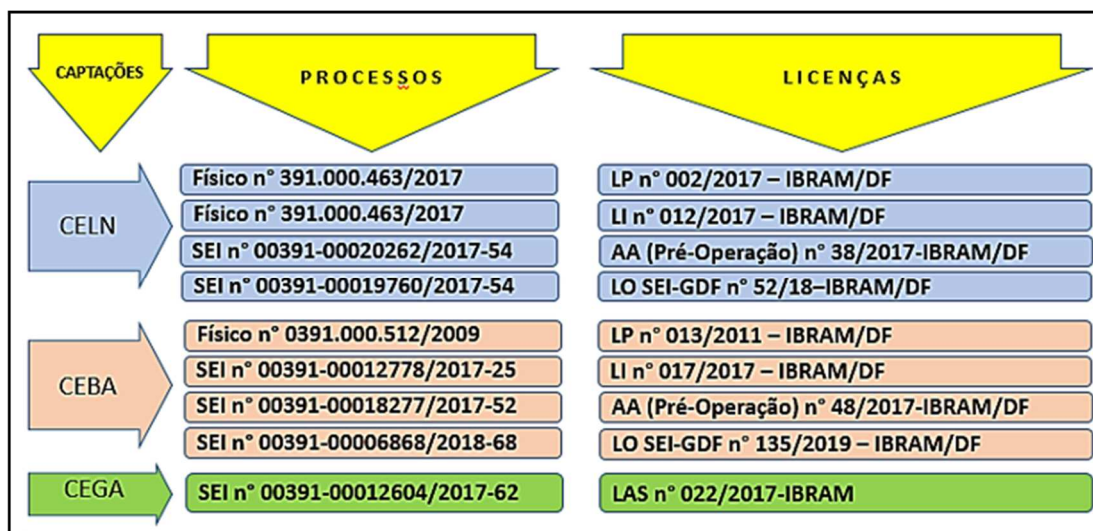 CAPTAÇÕES
PROCESSOS
LICENÇAS
CELN
Físico n° 391.000.463/2017
LP n° 002/2017 – IBRAM/DF
Físico n° 391.000.463/2017
LI n° 012/2017 – IBRAM/DF
SEI n° 00391-00020262/2017-54
AA (Pré-Operação) n° 38/2017-IBRAM/DF
SEI n° 00391-00019760/2017-54
LO SEI-GDF n° 52/18–IBRAM/DF
CEBA
Físico n° 0391.000.512/2009
LP n° 013/2011 – IBRAM/DF
SEI n° 00391-00012778/2017-25
LI n° 017/2017 – IBRAM/DF
SEI n° 00391-00018277/2017-52
AA (Pré-Operação) n° 48/2017-IBRAM/DF
SEI n° 00391-00006868/2018-68
LO SEI-GDF n° 135/2019 – IBRAM/DF
CEGA
SEI n° 00391-00012604/2017-62
LAS n° 022/2017-IBRAM